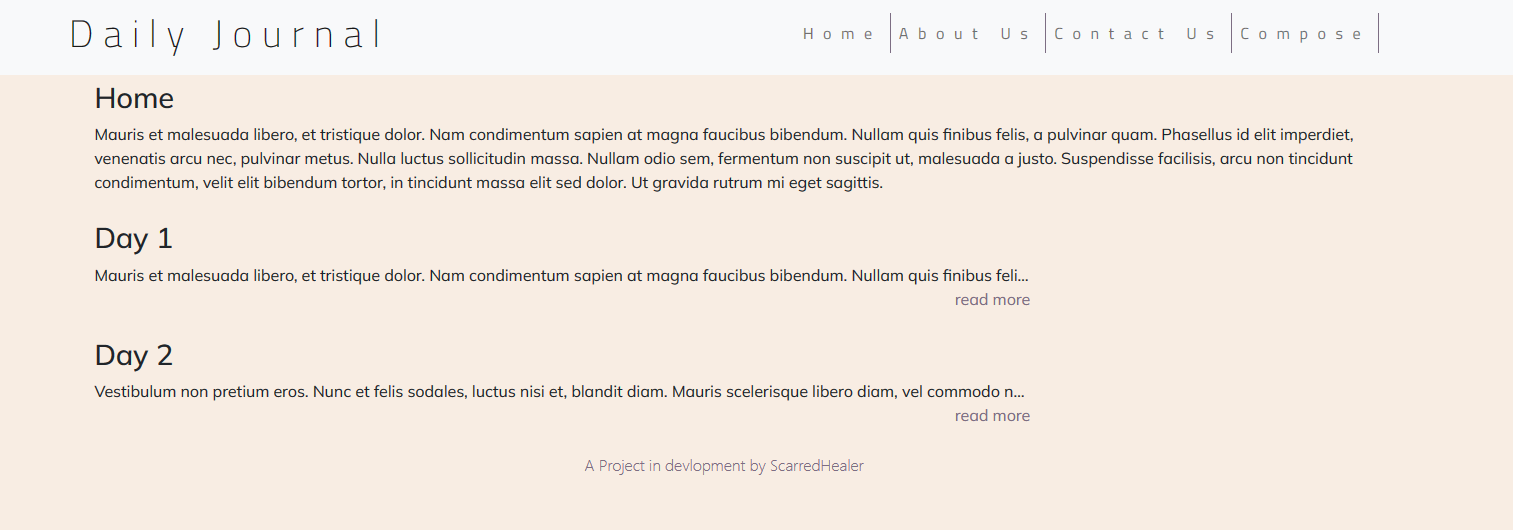 Daily Journal
Home
About Us
Contact Us
Compose
Home
Mauris et malesuada libero, et tristique dolor. Nam condimentum sapien at magna faucibus bibendum. Nullam quis finibus felis, a pulvinar quam. Phasellus id elit imperdiet,
venenatis arcu nec, pulvinar metus. Nulla luctus sollicitudin massa. Nullam odio sem, fermentum non suscipit ut, malesuada a justo. Suspendisse facilisis, arcu non tincidunt
condimentum, velit elit bibendum tortor, in tincidunt massa elit sed dolor. Ut gravida rutrum mi eget sagittis.
Day 1
Mauris et malesuada libero, et tristique dolor. Nam condimentum sapien at magna faucibus bibendum. Nullam quis finibus feli...
read more
Day 2
Vestibulum non pretium eros. Nunc et felis sodales, luctus nisi et, blandit diam. Mauris scelerisque libero diam, vel commodo n...
read more
A Project in devlopment by ScarredHealer